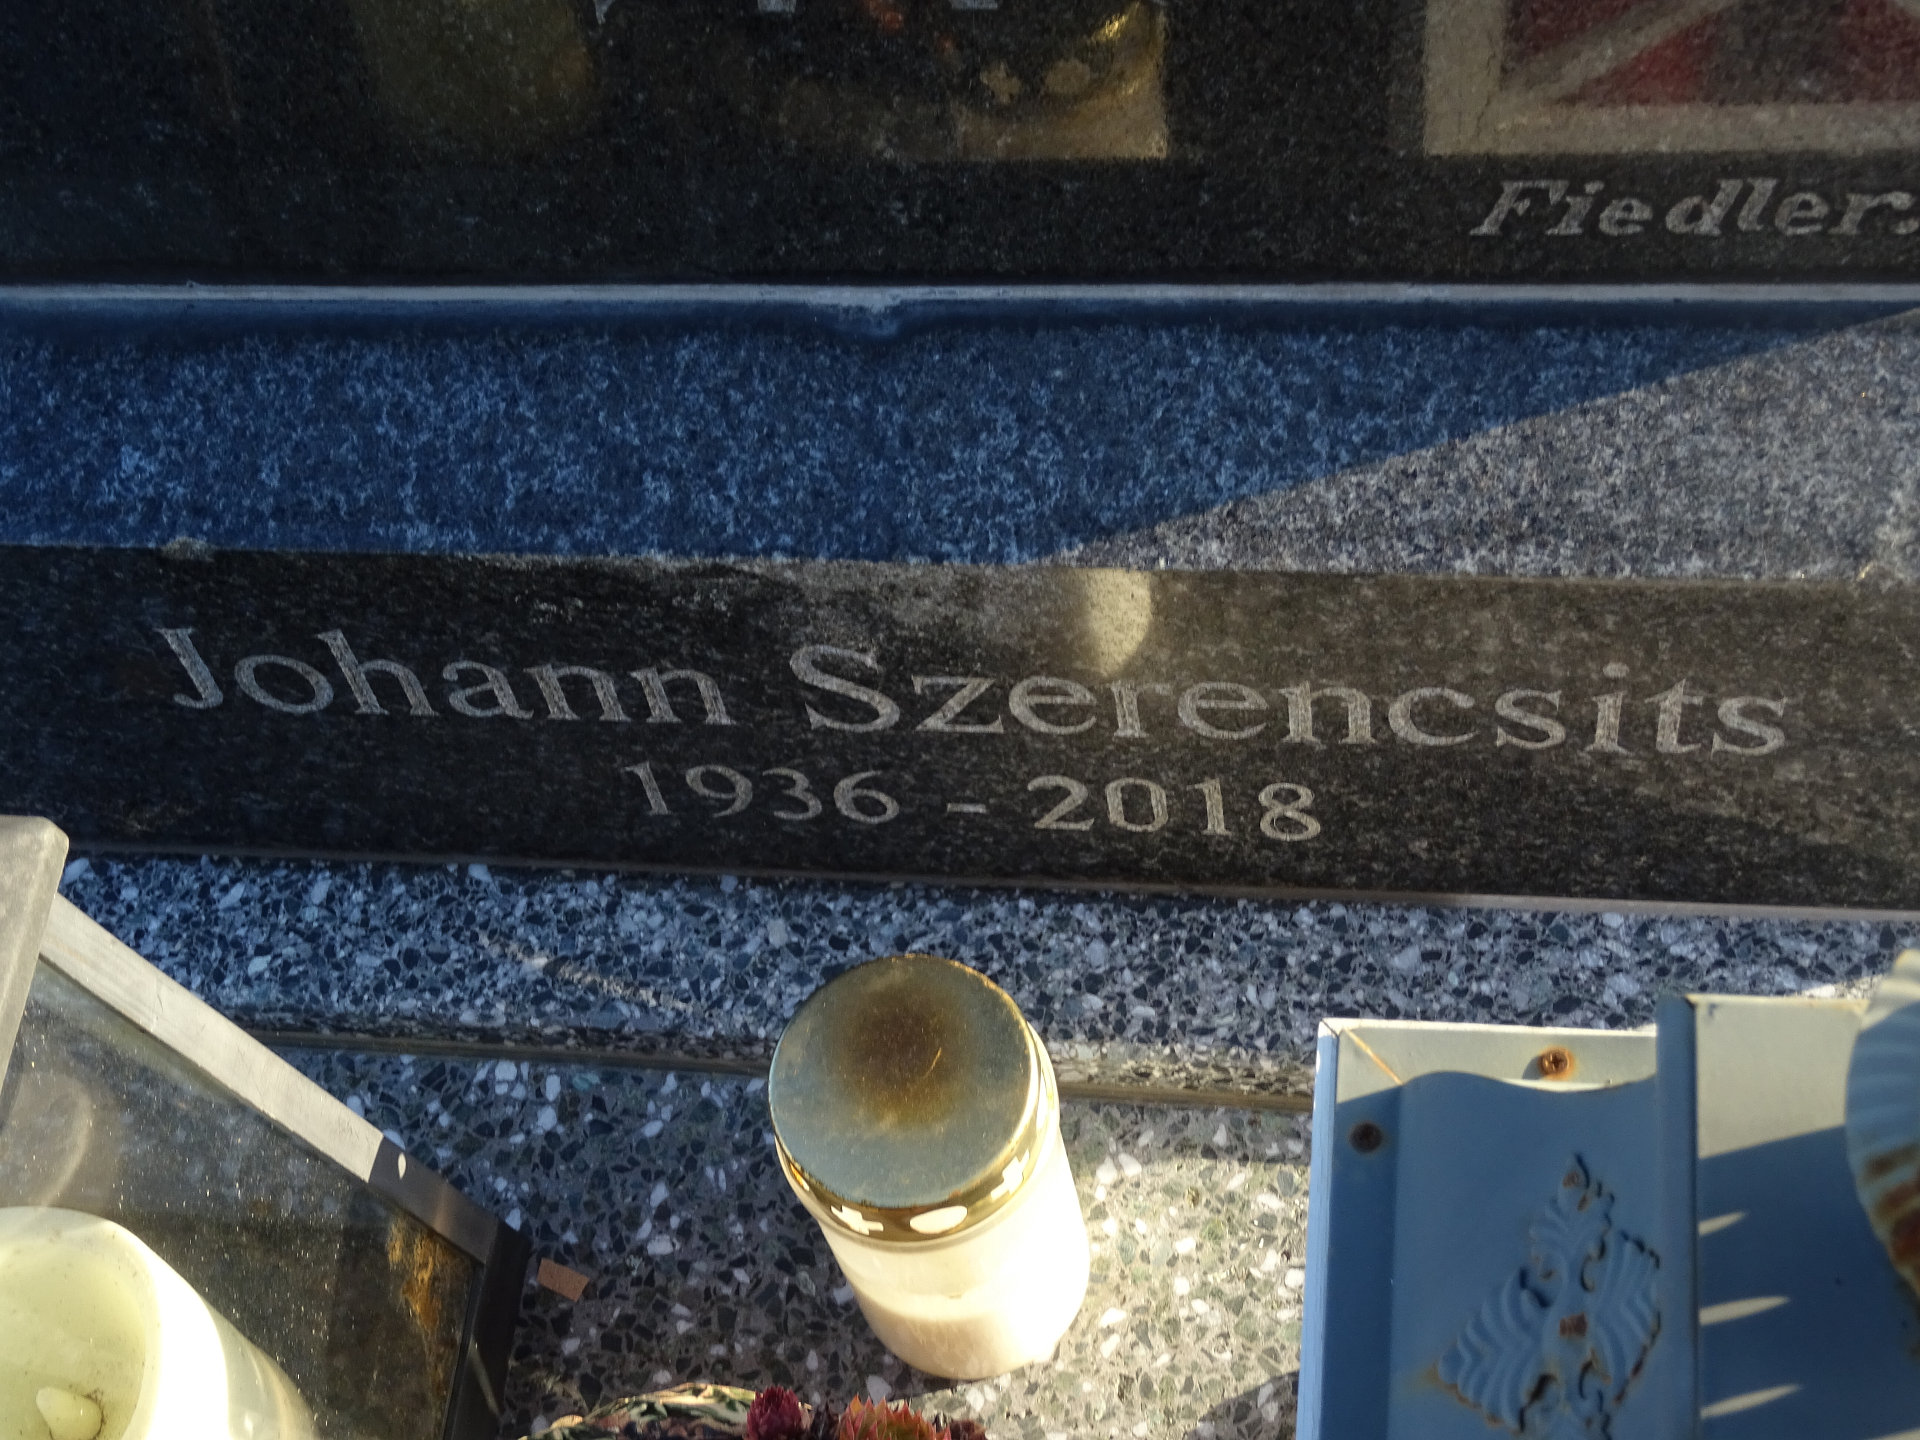 Fiedler.
Johann Szerencsits
1936 - 2018